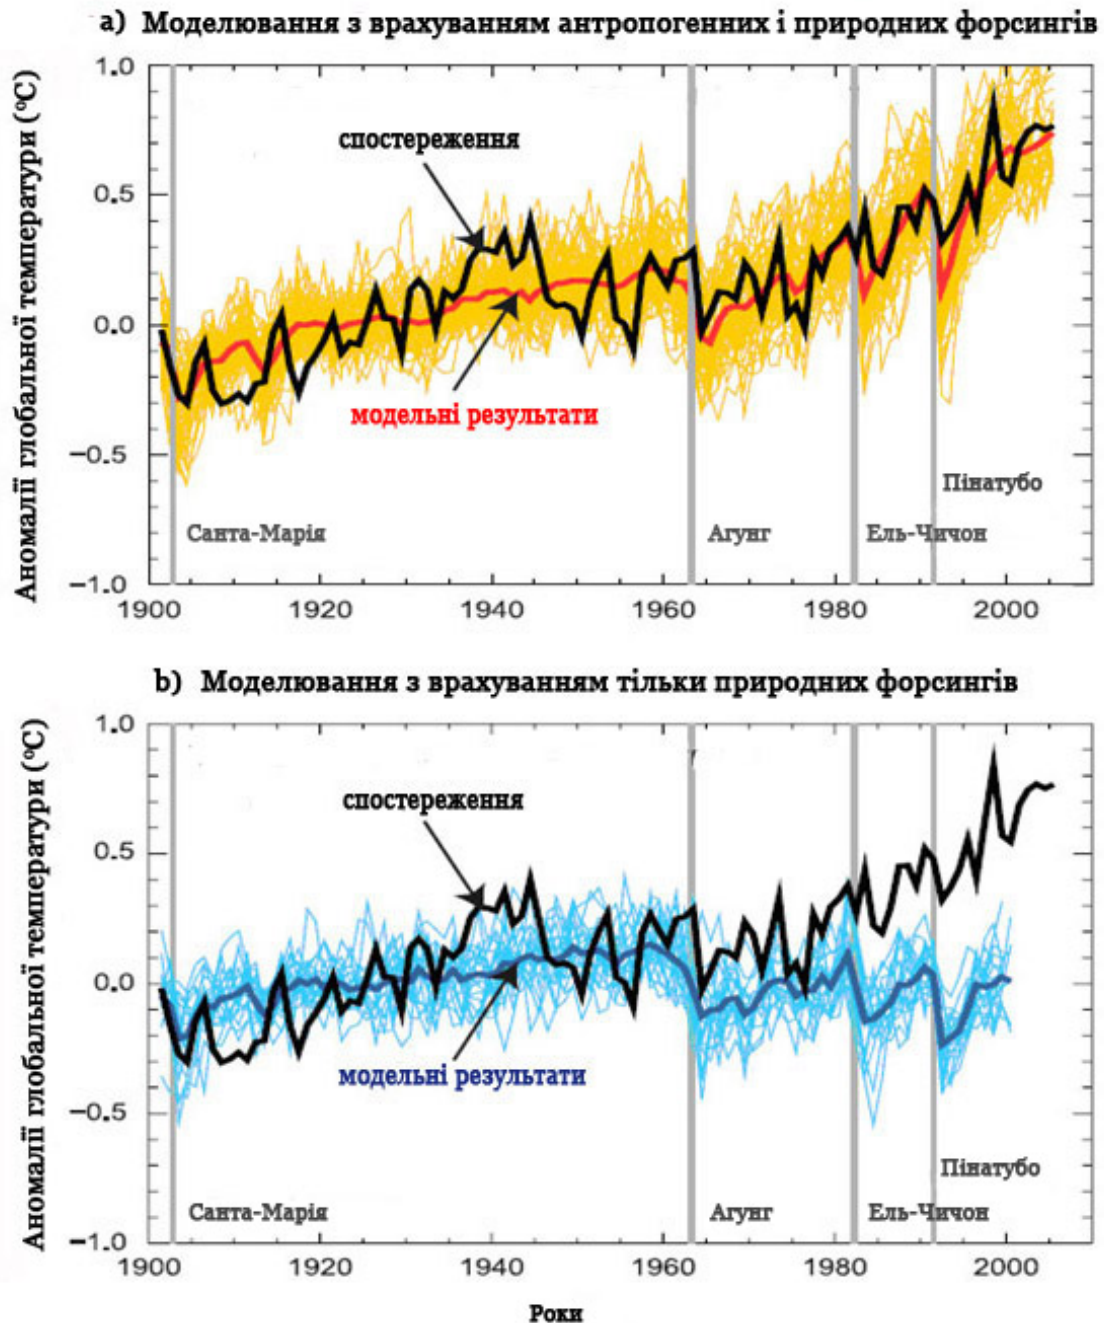 a) Моделювання з врахуванням антропогенних і природних форсингів
Аномалії глобальної температури (°C)
1.0
0.5
0.0
−0.5
−1.0
спостереження
модельні результати
Пінатубо
Санта-Марія
Агунг
Ель-Чичон
1900
1920
1940
1960
1980
2000
b) Моделювання з врахуванням тільки природних форсингів
Аномалії глобальної температури (°C)
1.0
0.5
0.0
−0.5
−1.0
спостереження
модельні результати
Пінатубо
Санта-Марія
Агунг
Ель-Чичон
1900
1920
1940
1960
1980
2000
Роки